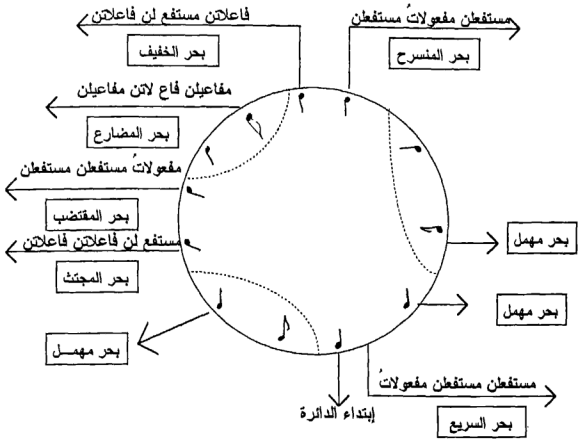 فاعلاتن مستفع لن فاعلاتن
بحر الخفيف
مستفعلن مفعولاتُ مستفعلن
بحر المنسرح
مفاعيلن فاع لاتن مفاعيلن
بحر المضارع
مفعولاتُ مستفعلن مستفعلن
بحر المقتضب
مستفع لن فاعلاتن فاعلاتن
بحر المجتث
بحر مهمل
بحر مهمل
بحر مهمــل
مستفعلن مستفعلن مفعولاتُ
بحر السريع
إبتداء الدائرة